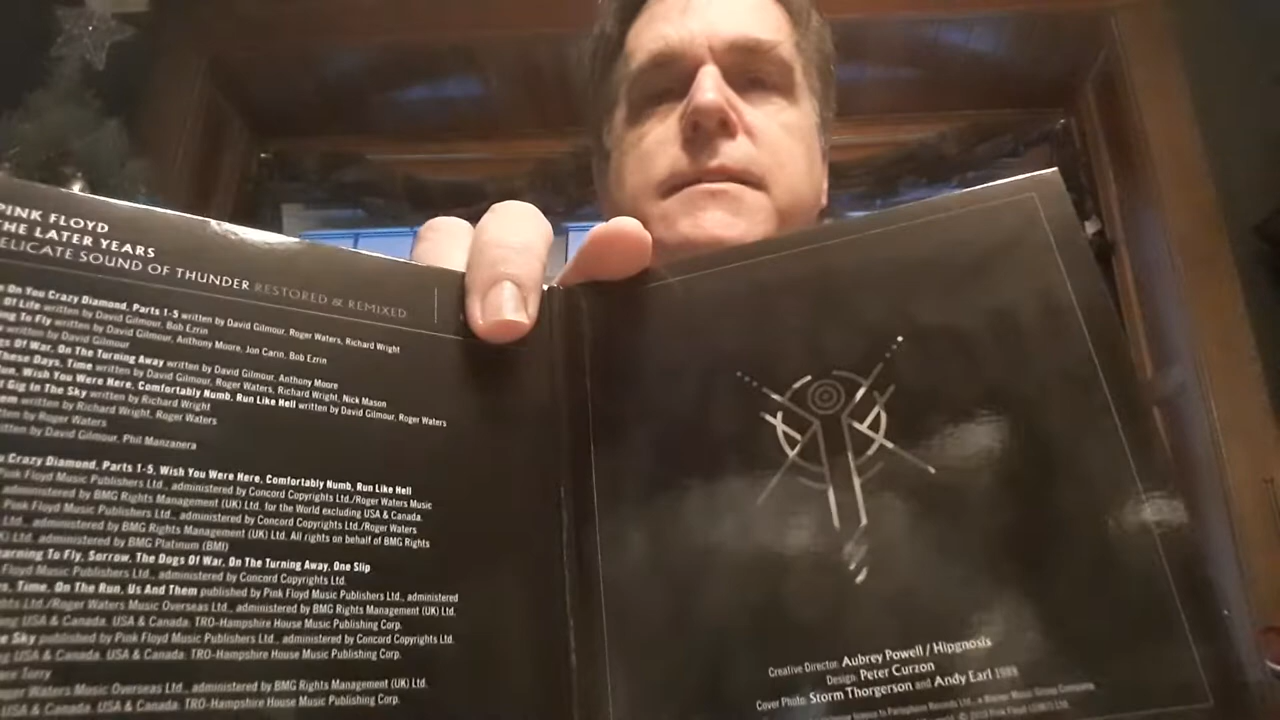 PINK FLOYD
THE LATER YEARS
DELICATE SOUND OF THUNDER RESTORED & REMIXED
On You Crazy Diamond, Parts 1-5 written by David Gilmour, Roger Waters, Richard Wright
Of Life written by David Gilmour, Bob Ezrin
To Fly written by David Gilmour, Anthony Moore, Jon Carin, Bob Ezrin
written by David Gilmour
Of War, On The Turning Away written by David Gilmour, Anthony Moore
These Days, Time written by David Gilmour, Roger Waters, Richard Wright, Nick Mason
Run, Wish You Were Here, Comfortably Numb, Run Like Hell written by David Gilmour, Roger Waters
Gig In The Sky written by Richard Wright
written by Richard Wright, Roger Waters
by Roger Waters
by David Gilmour, Phil Manzanera
Crazy Diamond, Parts 1-5, Wish You Were Here, Comfortably Numb, Run Like Hell
Pink Floyd Music Publishers Ltd., administered by Concord Copyrights Ltd./Roger Waters Music
administered by BMG Rights Management (UK) Ltd. for the World excluding USA & Canada.
Pink Floyd Music Publishers Ltd., administered by Concord Copyrights Ltd./Roger Waters
Ltd., administered by BMG Rights Management (UK) Ltd. All rights on behalf of BMG Rights
Ltd. administered by BMG Platinum (BMI)
Learning To Fly, Sorrow, The Dogs Of War, On The Turning Away, One Slip
Floyd Music Publishers Ltd., administered by Concord Copyrights Ltd.
Time, On The Run, Us And Them published by Pink Floyd Music Publishers Ltd., administered
Ltd./Roger Waters Music Overseas Ltd., administered by BMG Rights Management (UK) Ltd.
USA & Canada. USA & Canada: TRO-Hampshire House Music Publishing Corp.
Sky published by Pink Floyd Music Publishers Ltd., administered by Concord Copyrights Ltd.
USA & Canada. USA & Canada: TRO-Hampshire House Music Publishing Corp.
Torry
Waters Music Overseas Ltd., administered by BMG Rights Management (UK) Ltd.
USA & Canada. USA & Canada: TRO-Hampshire House Music Publishing Corp.
Creative Director: Aubrey Powell / Hipgnosis
Design: Peter Curzon
Cover Photo: Storm Thorgerson and Andy Earl 1989